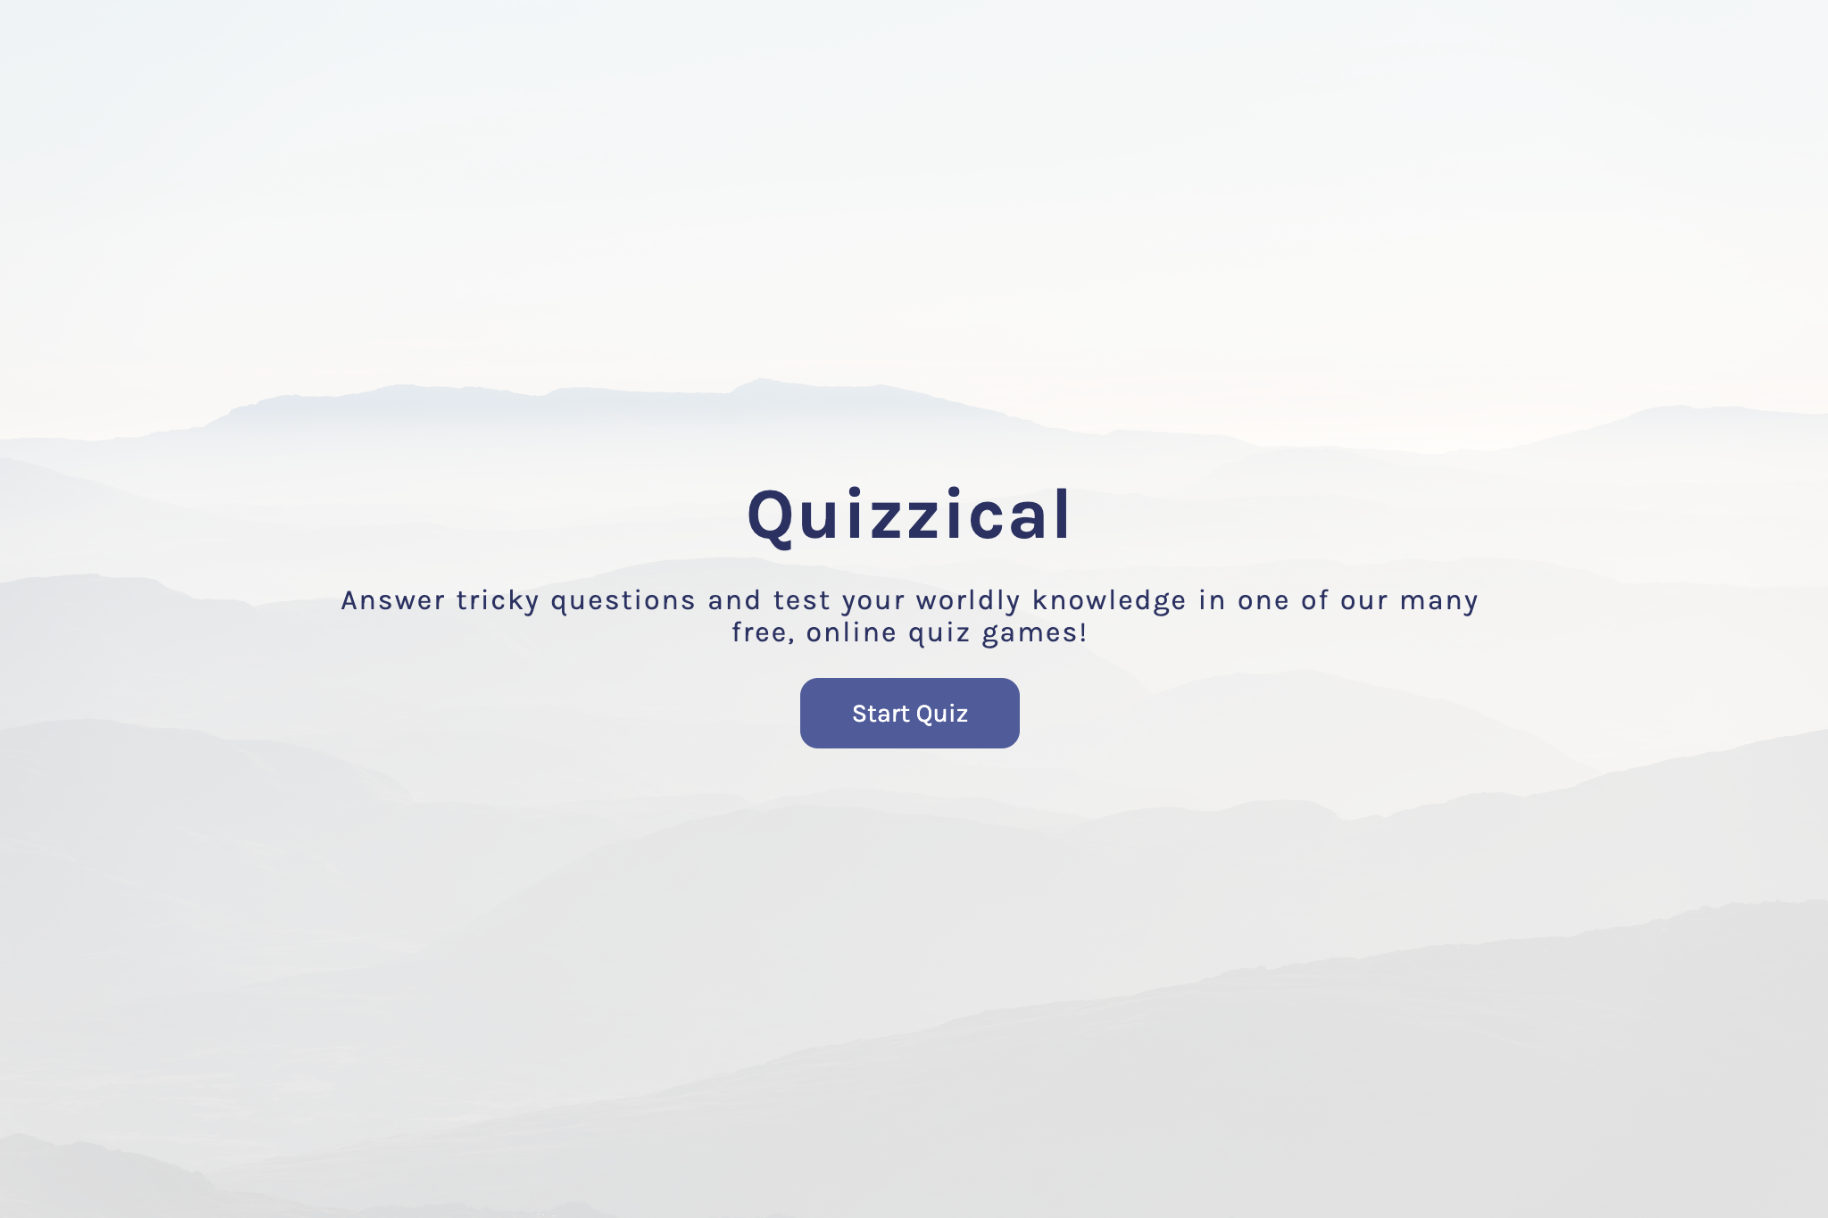 Quizzical
Answer tricky questions and test your worldly knowledge in one of our many
free, online quiz games!
Start Quiz